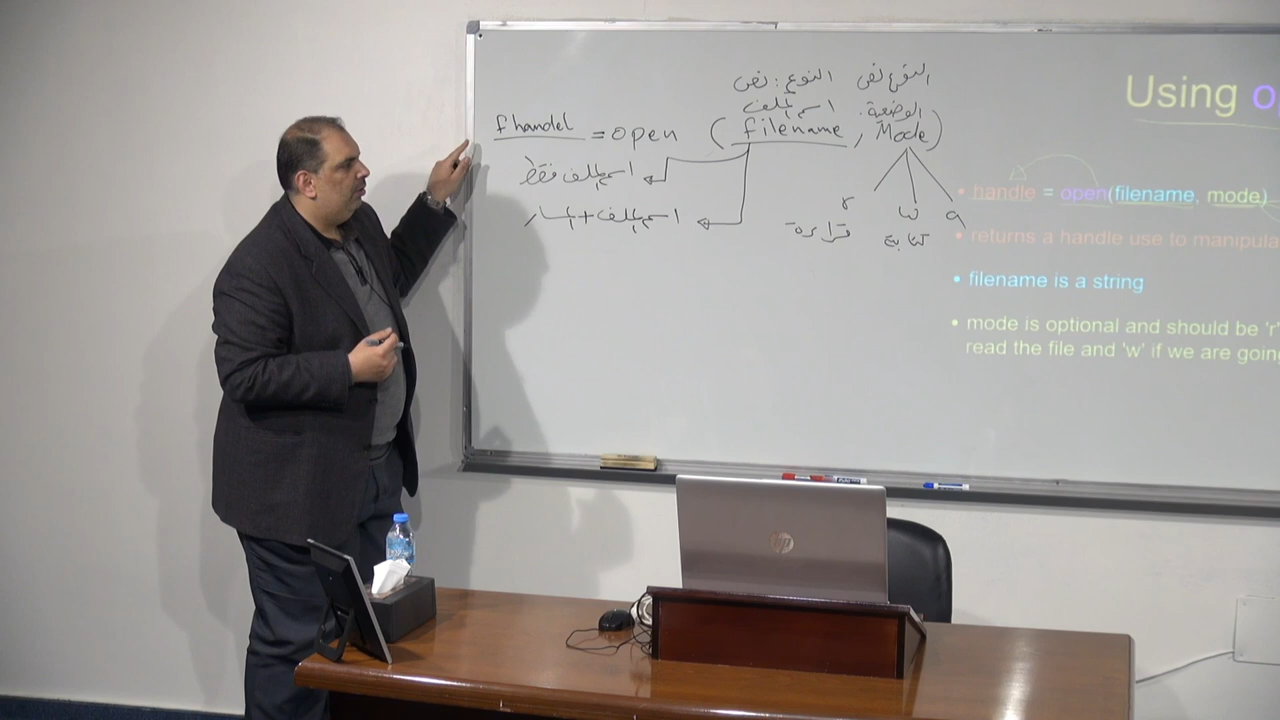 النوع: نص النوع نص
اسم الملف الوضعية:
fhandel = open (filename, Mode)
اسم الملف فقط
اسم الملف + المسار
r w a
قراءة كتابة
Using op
• handle = open(filename, mode)
• returns a handle use to manipula
• filename is a string
• mode is optional and should be 'r'
read the file and 'w' if we are going
hp